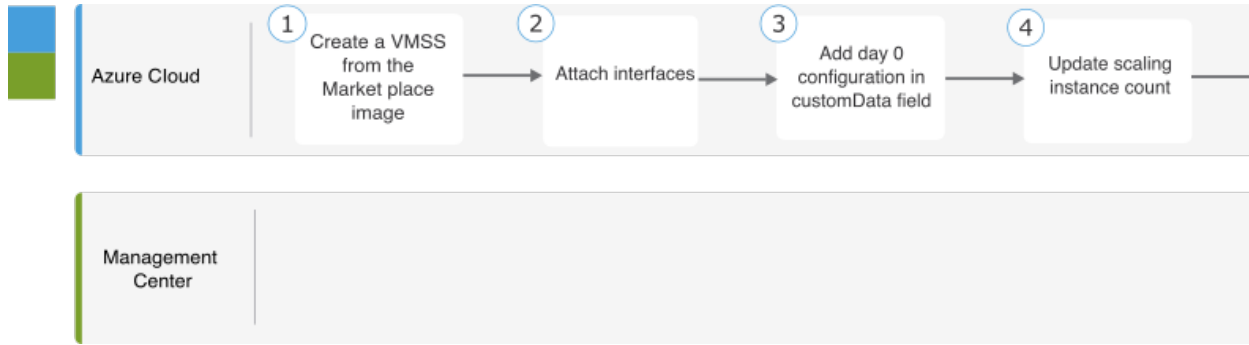 1
Create a VMSS
from the
Market place
image
2
Attach interfaces
3
Add day 0
configuration in
customData field
4
Update scaling
instance count
Azure Cloud
Management
Center